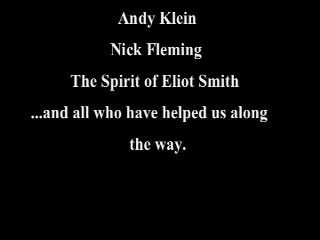 Andy Klein
Nick Fleming
The Spirit of Eliot Smith
...and all who have helped us along
the way.